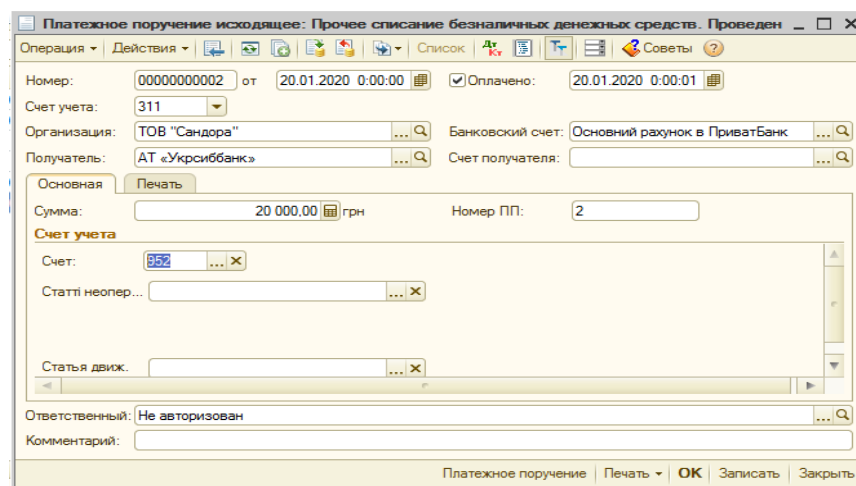 Платежное поручение исходящее: Прочее списание безналичных денежных средств. Проведен
Операция Действия Список Дт Кт Советы
Номер: 00000000002 от 20.01.2020 0:00:00 Оплачено: 20.01.2020 0:00:01
Счет учета: 311
Организация: ТОВ "Сандора" ... Банковский счет: Основний рахунок в ПриватБанк ...
Получатель: АТ «Укрсиббанк» ... Счет получателя: ...
Основная Печать
Сумма: 20 000,00 грн Номер ПП: 2
Счет учета
Счет: 952 ...
Статті неопер... ...
Статья движ. ...
Ответственный: Не авторизован ...
Комментарий:
Платежное поручение Печать OK Записать Закрыть